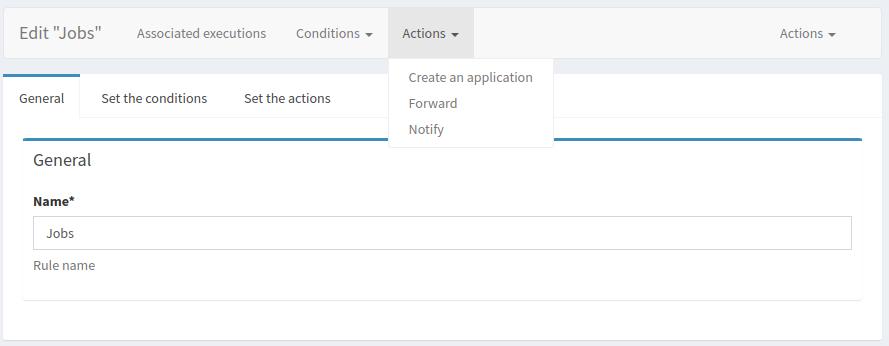 Edit "Jobs" Associated executions Conditions Actions Actions
Create an application
Forward
Notify
General Set the conditions Set the actions
General
Name*
Jobs
Rule name